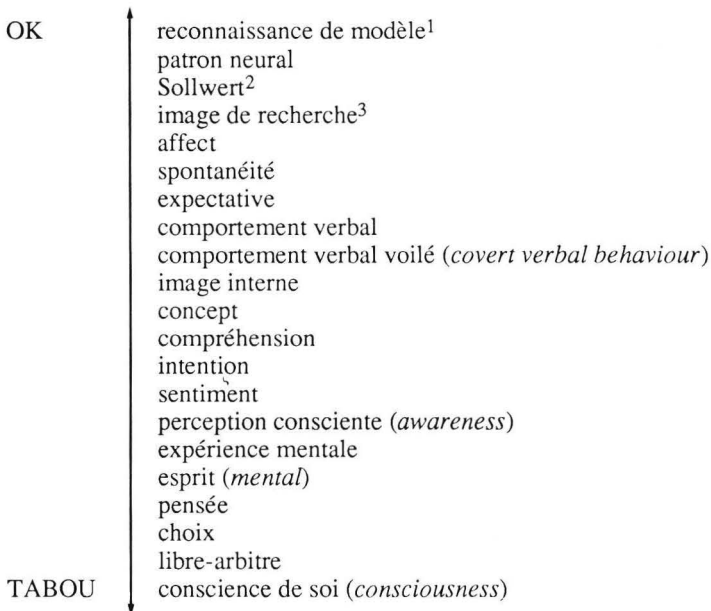 OK reconnaissance de modèle¹
patron neural
Sollwert²
image de recherche³
affect
spontanéité
expectative
comportement verbal
comportement verbal voilé (covert verbal behaviour)
image interne
concept
compréhension
intention
sentiment
perception consciente (awareness)
expérience mentale
esprit (mental)
pensée
choix
libre-arbitre
TABOU conscience de soi (consciousness)